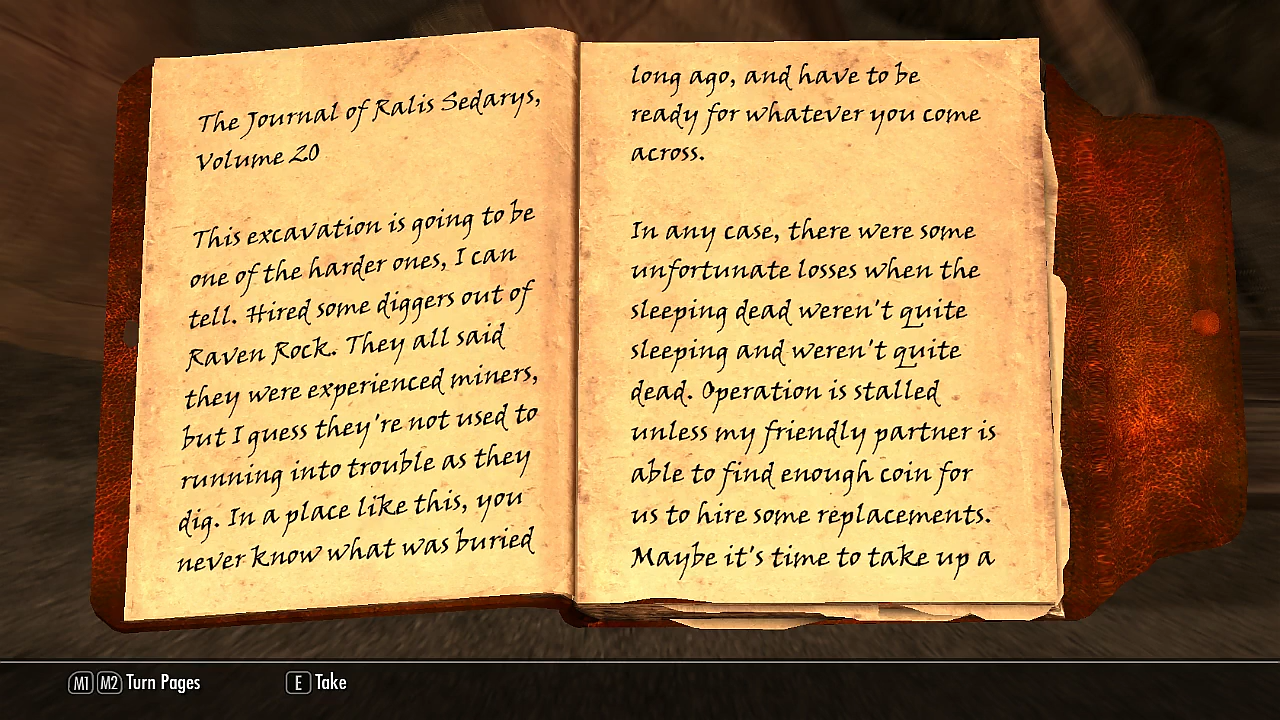 The Journal of Ralis Sedarys,
Volume 20
This excavation is going to be
one of the harder ones, I can
tell. Hired some diggers out of
Raven Rock. They all said
they were experienced miners,
but I guess they're not used to
running into trouble as they
dig. In a place like this, you
never know what was buried
long ago, and have to be
ready for whatever you come
across.
In any case, there were some
unfortunate losses when the
sleeping dead weren't quite
sleeping and weren't quite
dead. Operation is stalled
unless my friendly partner is
able to find enough coin for
us to hire some replacements.
Maybe it's time to take up a
M1 M2 Turn Pages E Take